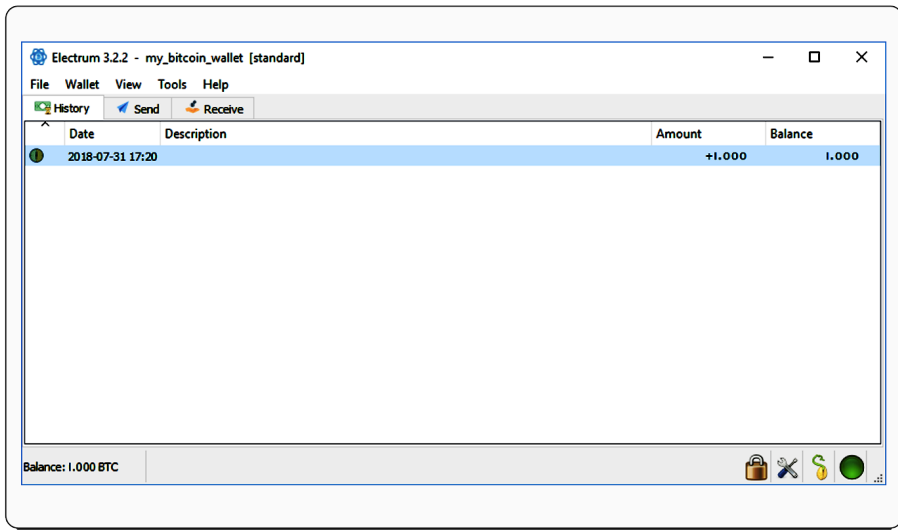 Electrum 3.2.2 - my_bitcoin_wallet [standard]
File Wallet View Tools Help
History Send Receive
Date Description Amount Balance
2018-07-31 17:20 +1.000 1.000
Balance: 1.000 BTC